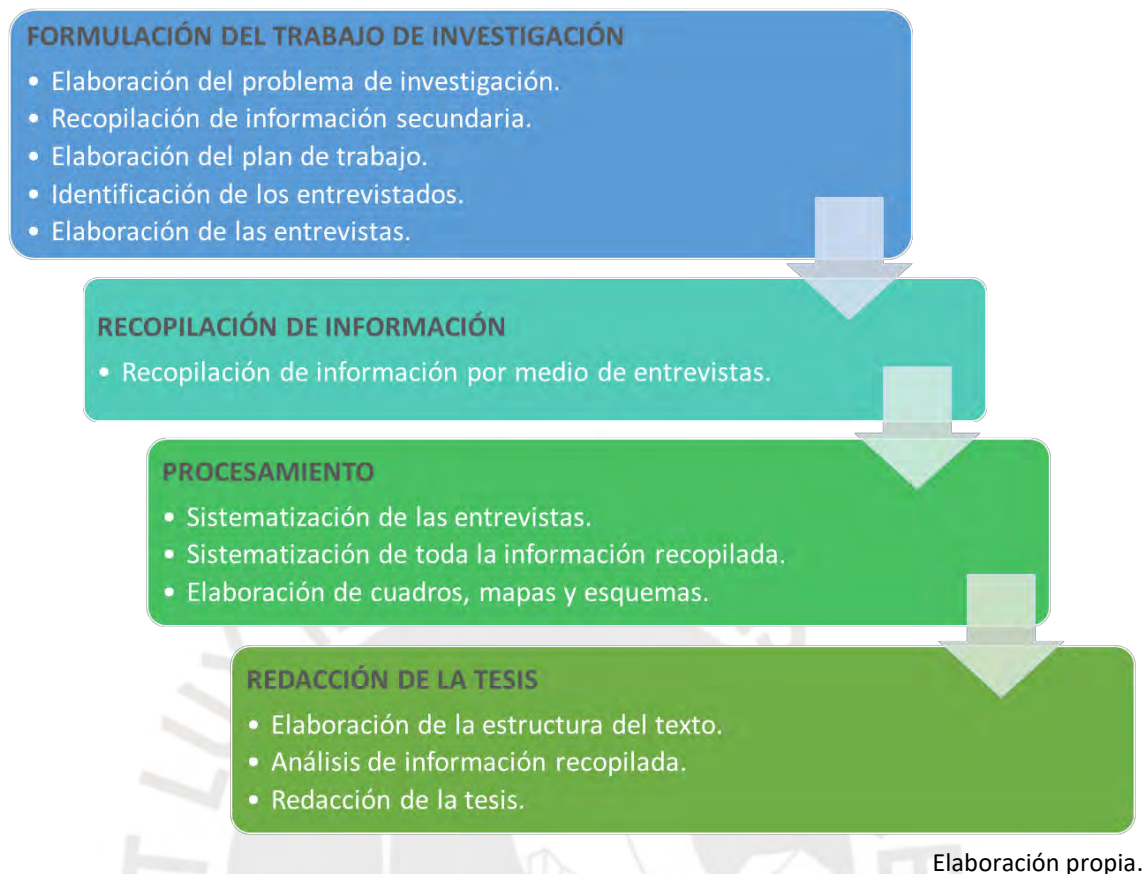 FORMULACIÓN DEL TRABAJO DE INVESTIGACIÓN
• Elaboración del problema de investigación.
• Recopilación de información secundaria.
• Elaboración del plan de trabajo.
• Identificación de los entrevistados.
• Elaboración de las entrevistas.
RECOPILACIÓN DE INFORMACIÓN
• Recopilación de información por medio de entrevistas.
PROCESAMIENTO
• Sistematización de las entrevistas.
• Sistematización de toda la información recopilada.
• Elaboración de cuadros, mapas y esquemas.
REDACCIÓN DE LA TESIS
• Elaboración de la estructura del texto.
• Análisis de información recopilada.
• Redacción de la tesis.
Elaboración propia.